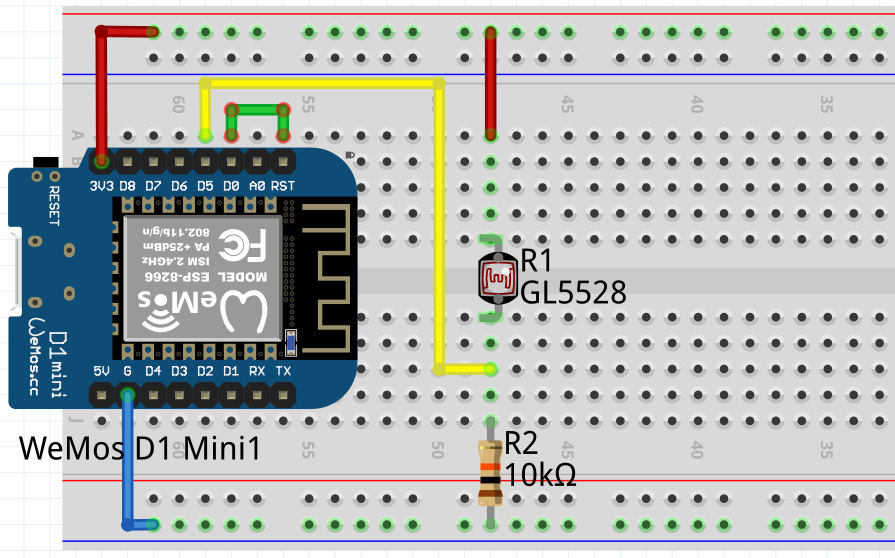 60
55
50
45
40
35
A
B
3V3 D8 D7 D6 D5 D0 A0 RST
RESET
802.11b/g/n
PA +25dBm
ISM 2.4GHz
FC
MODEL ESP-8266
WeMos
D1 mini
WeMos.cc
R1
GL5528
5V G D4 D3 D2 D1 RX TX
J
WeMos D1 Mini1
R2
10kΩ
60
55
50
45
40
35